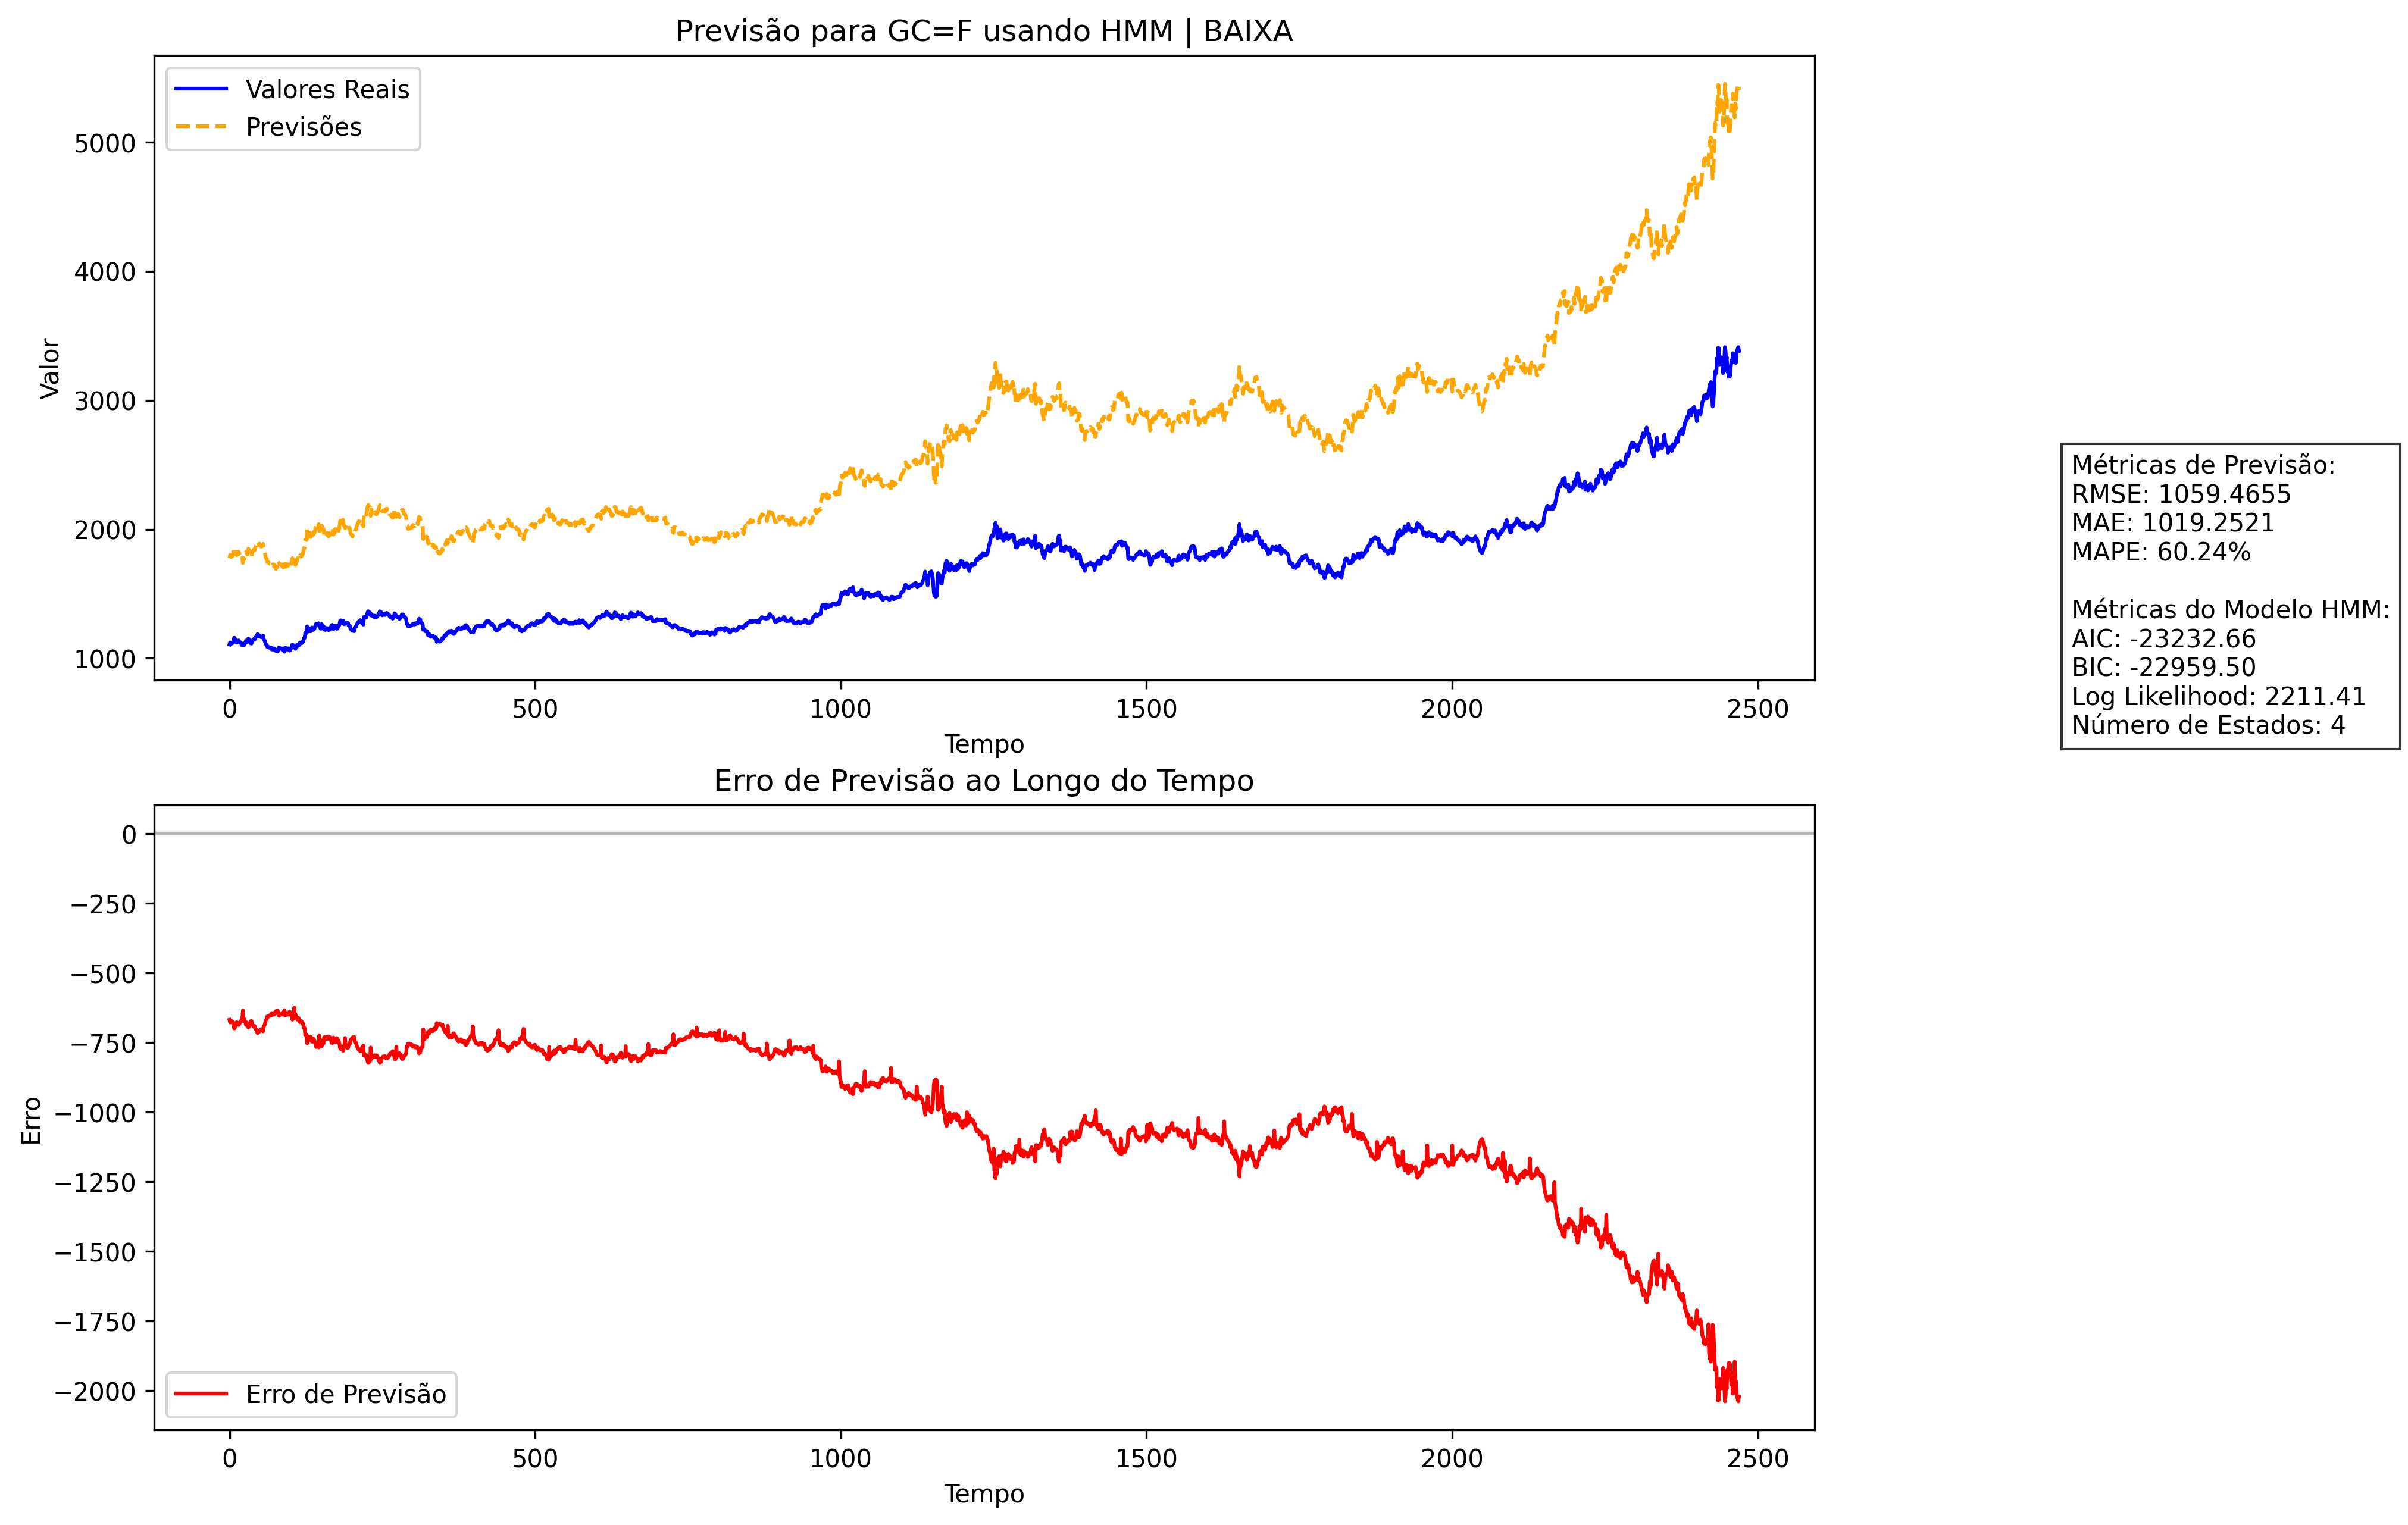 Previsão para GC=F usando HMM | BAIXA
Valores Reais
Previsões
Valor
5000
4000
3000
2000
1000
0
500
1000
1500
2000
2500
Tempo
Métricas de Previsão:
RMSE: 1059.4655
MAE: 1019.2521
MAPE: 60.24%
Métricas do Modelo HMM:
AIC: -23232.66
BIC: -22959.50
Log Likelihood: 2211.41
Número de Estados: 4
Erro de Previsão ao Longo do Tempo
Erro
0
−250
−500
−750
−1000
−1250
−1500
−1750
−2000
Erro de Previsão
0
500
1000
1500
2000
2500
Tempo